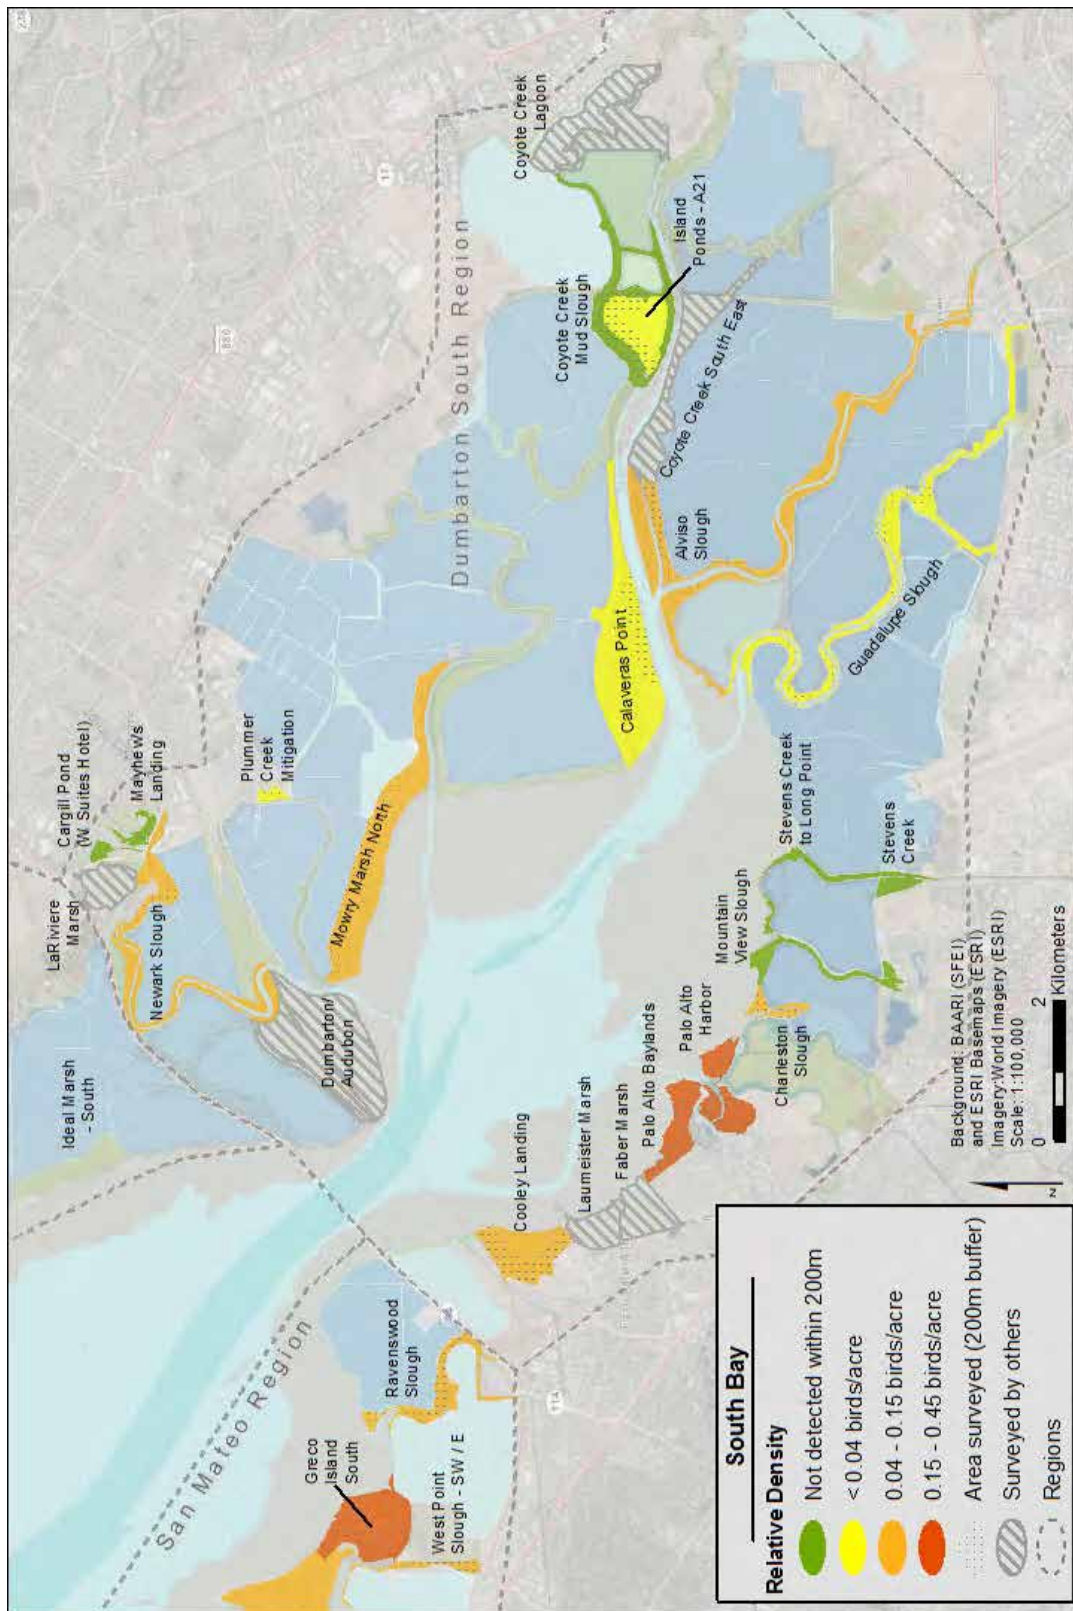 Coyote Creek
Lagoon
Island
Ponds - A21
Coyote Creek
Mud Slough
Coyote Creek South East
Dumbarton South Region
880
Alviso
Slough
Guadalupe Slough
Calaveras Point
Cargill Pond
(W Suites Hotel)
Mayhews
Landing
Plummer
Creek
Mitigation
Mowry Marsh North
LaRiviere
Marsh
Newark Slough
Stevens Creek
to Long Point
Stevens
Creek
Mountain
View Slough
Ideal Marsh
- South
Dumbarton/
Audubon
Palo Alto
Harbor
Charleston
Slough
Palo Alto Baylands
Faber Marsh
Laumeister Marsh
Cooley Landing
San Mateo Region
Ravenswood
Slough
Greco
Island
South
West Point
Slough - SW / E
114
Background: BAARI (SFEI)
and ESRI Basemaps (ESRI)
Imagery:World Imagery (ESRI)
Scale: 1:100,000
0 2
Kilometers
N
South Bay
Relative Density
Not detected within 200m
< 0.04 birds/acre
0.04 - 0.15 birds/acre
0.15 - 0.45 birds/acre
Area surveyed (200m buffer)
Surveyed by others
Regions